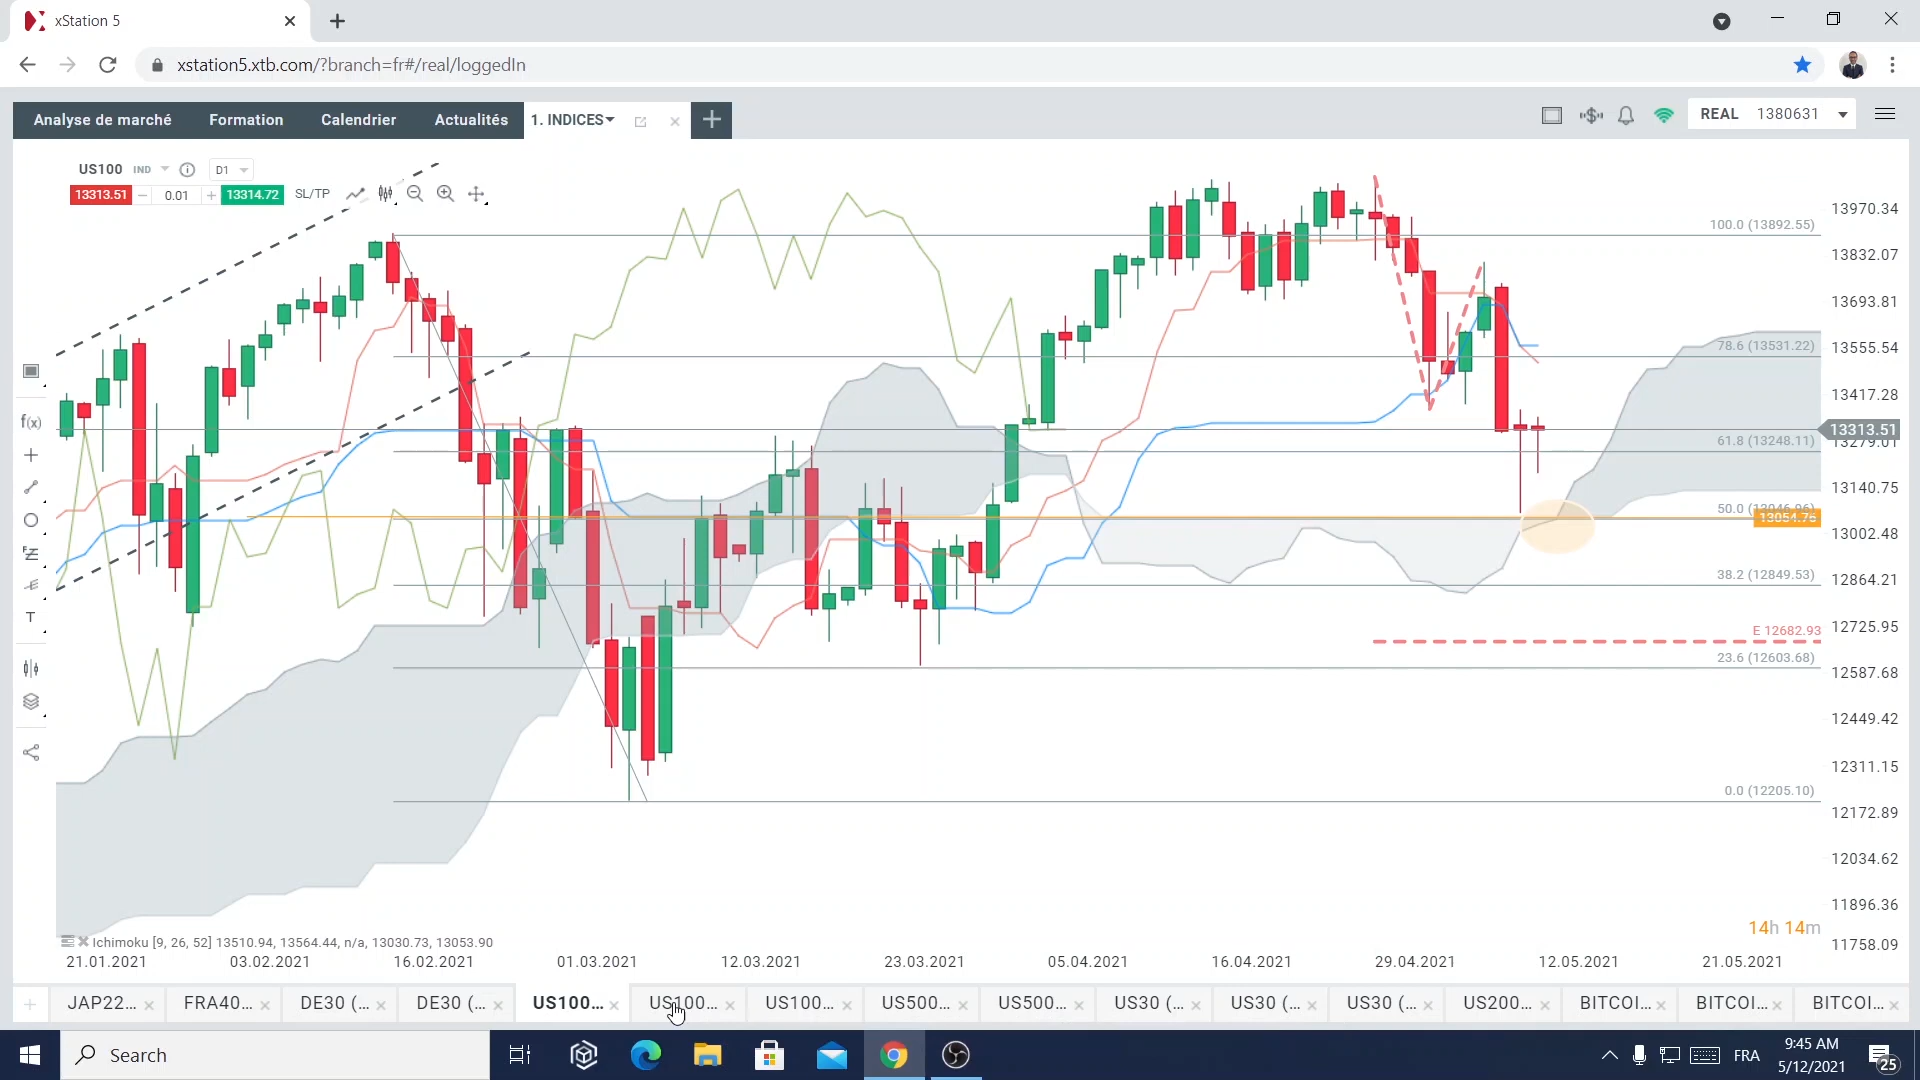 xStation 5
xstation5.xtb.com/?branch=fr#/real/loggedIn
Analyse de marché Formation Calendrier Actualités 1. INDICES
REAL 1380631
US100 IND D1
13313.51 0.01 13314.72 SL/TP
13970.34
100.0 (13892.55)
13832.07
13693.81
78.6 (13531.22)
13555.54
13417.28
13313.51
61.8 (13248.11)
13279.01
13140.75
50.0 (13046.96)
13054.76
13002.48
38.2 (12849.53)
12864.21
E 12682.93
12725.95
23.6 (12603.68)
12587.68
12449.42
12311.15
0.0 (12205.10)
12172.89
12034.62
11896.36
14h 14m
11758.09
f(x)
T
Ichimoku [9, 26, 52] 13510.94, 13564.44, n/a, 13030.73, 13053.90
21.01.2021 03.02.2021 16.02.2021 01.03.2021 12.03.2021 23.03.2021 05.04.2021 16.04.2021 29.04.2021 12.05.2021 21.05.2021
JAP22... FRA40... DE30 (... DE30 (... US100... US100... US100... US500... US500... US30 (... US30 (... US30 (... US200... BITCOI... BITCOI... BITCOI...
Search
FRA
9:45 AM
5/12/2021
25